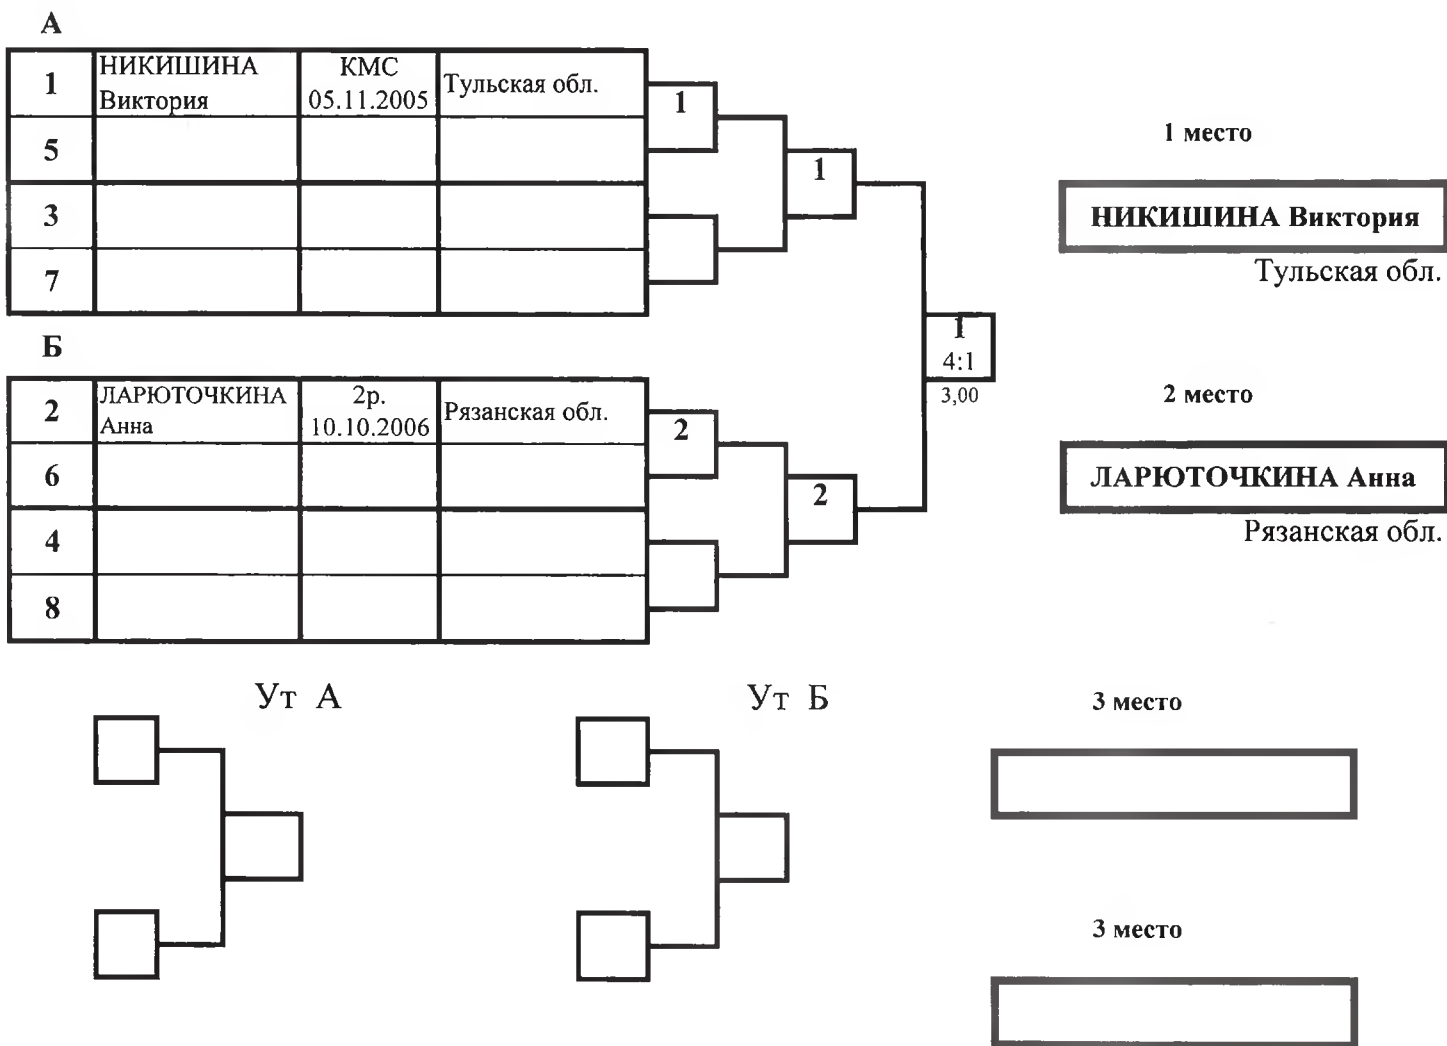 А
1
НИКИШИНА
Виктория
КМС
05.11.2005
Тульская обл.
5
3
7
1
1
Б
2
ЛАРЮТОЧКИНА
Анна
2р.
10.10.2006
Рязанская обл.
6
4
8
2
2
1
4:1
3,00
1 место
НИКИШИНА Виктория
Тульская обл.
2 место
ЛАРЮТОЧКИНА Анна
Рязанская обл.
Ут А
Ут Б
3 место
3 место